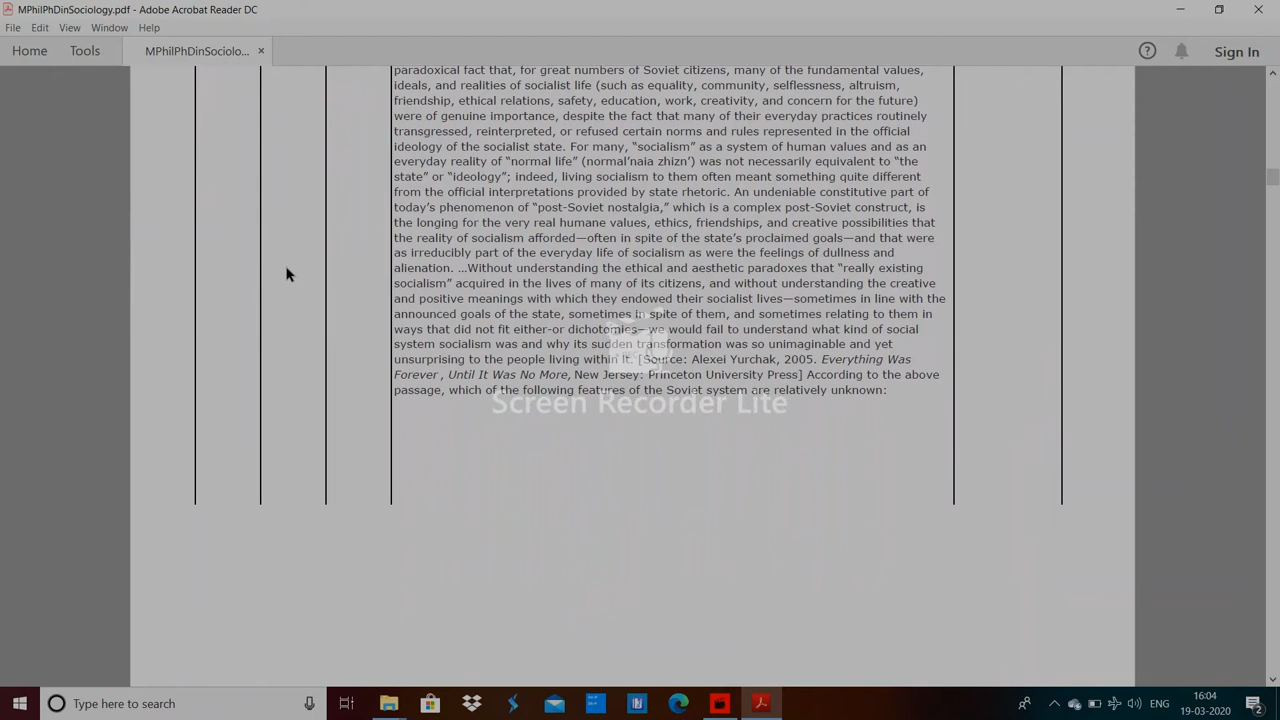 MPhilPhDinSociology.pdf - Adobe Acrobat Reader DC
File Edit View Window Help
Home Tools MPhilPhDinSociolo... × Sign In
paradoxical fact that, for great numbers of Soviet citizens, many of the fundamental values,
ideals, and realities of socialist life (such as equality, community, selflessness, altruism,
friendship, ethical relations, safety, education, work, creativity, and concern for the future)
were of genuine importance, despite the fact that many of their everyday practices routinely
transgressed, reinterpreted, or refused certain norms and rules represented in the official
ideology of the socialist state. For many, “socialism” as a system of human values and as an
everyday reality of “normal life” (normal’naia zhizn’) was not necessarily equivalent to “the
state” or “ideology”; indeed, living socialism to them often meant something quite different
from the official interpretations provided by state rhetoric. An undeniable constitutive part of
today’s phenomenon of “post-Soviet nostalgia,” which is a complex post-Soviet construct, is
the longing for the very real humane values, ethics, friendships, and creative possibilities that
the reality of socialism afforded—often in spite of the state’s proclaimed goals—and that were
as irreducibly part of the everyday life of socialism as were the feelings of dullness and
alienation. ...Without understanding the ethical and aesthetic paradoxes that “really existing
socialism” acquired in the lives of many of its citizens, and without understanding the creative
and positive meanings with which they endowed their socialist lives—sometimes in line with the
announced goals of the state, sometimes in spite of them, and sometimes relating to them in
ways that did not fit either-or dichotomies— we would fail to understand what kind of social
system socialism was and why its sudden transformation was so unimaginable and yet
unsurprising to the people living within it. [Source: Alexei Yurchak, 2005. Everything Was
Forever , Until It Was No More, New Jersey: Princeton University Press] According to the above
passage, which of the following features of the Soviet system are relatively unknown:
Screen Recorder Lite
Type here to search
ENG
16:04
19-03-2020
2